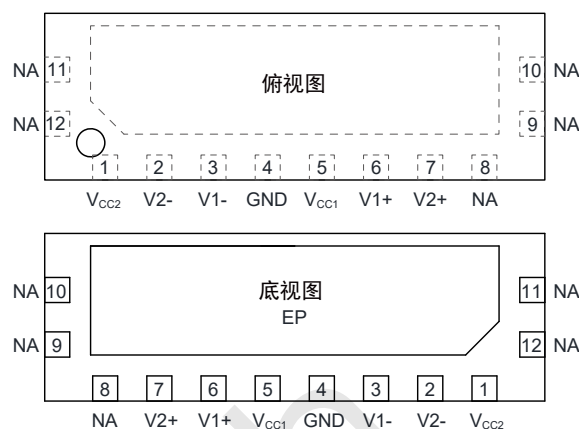 NA 11 俯视图 10 NA
NA 12 9 NA
1 2 3 4 5 6 7 8
VCC2 V2- V1- GND VCC1 V1+ V2+ NA
NA 10 底视图 11 NA
EP
NA 9 12 NA
8 7 6 5 4 3 2 1
NA V2+ V1+ VCC1 GND V1- V2- VCC2